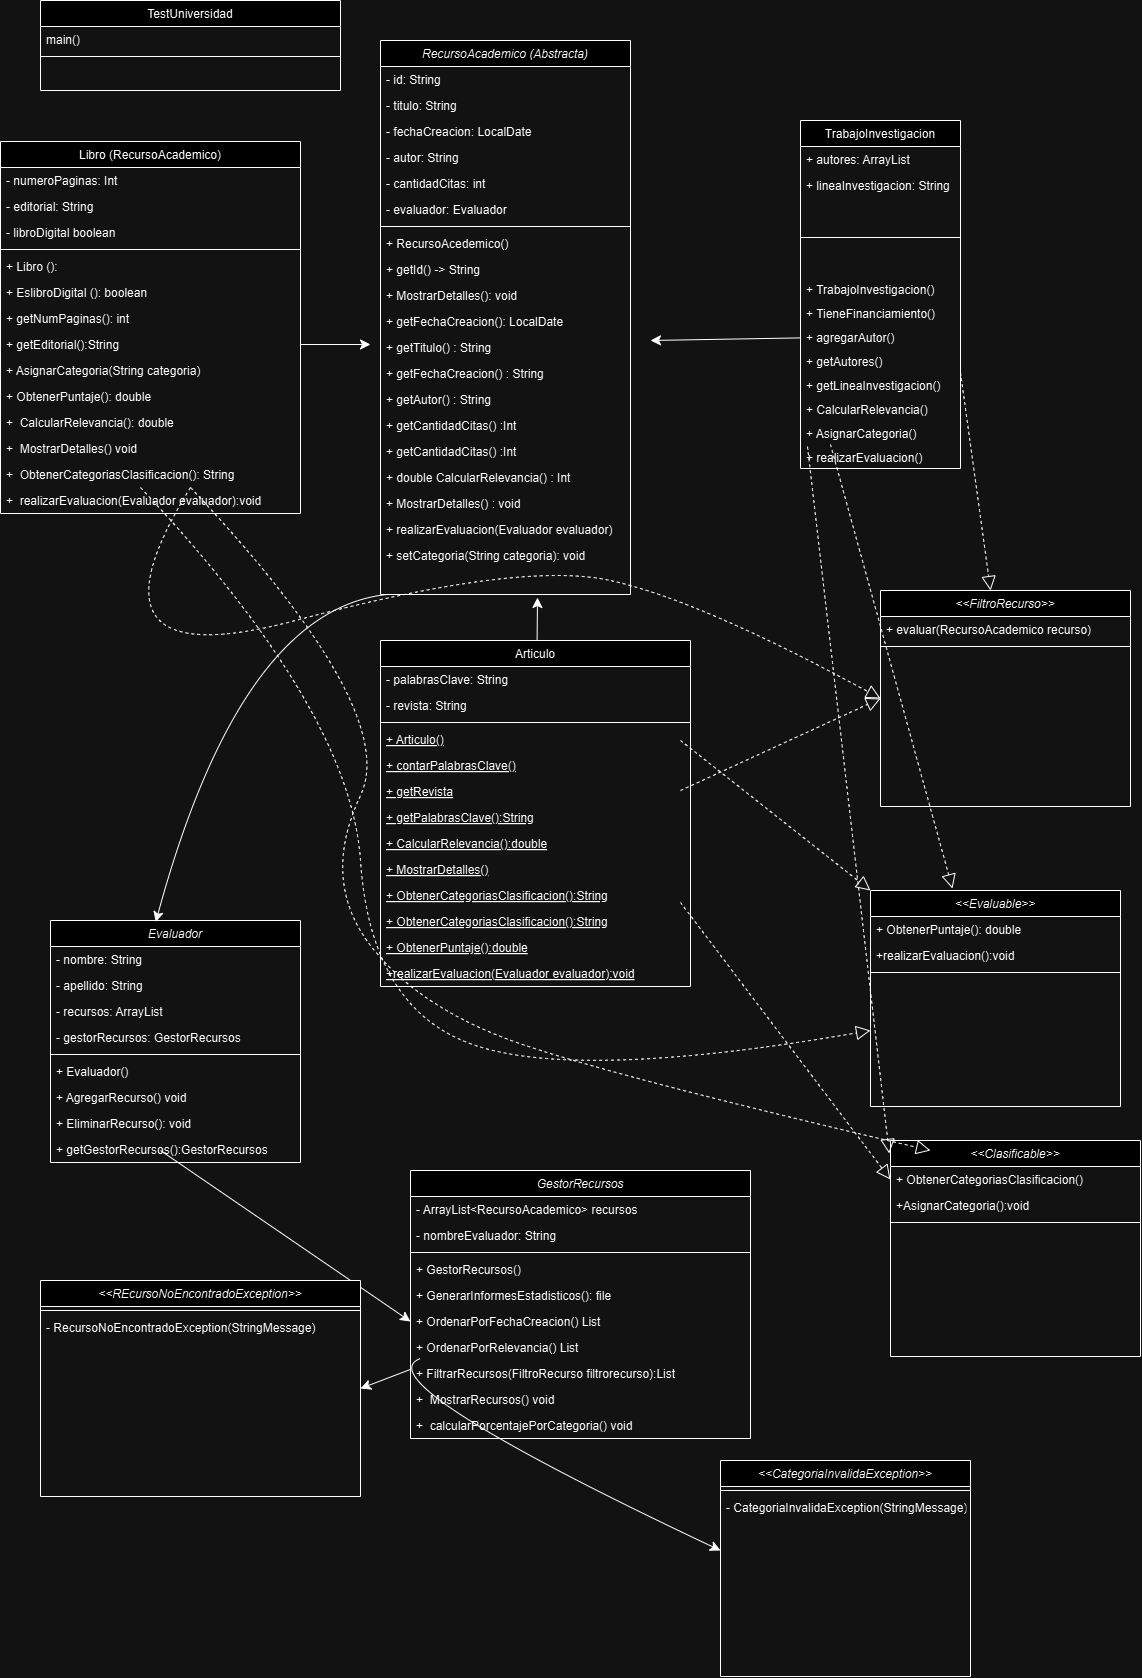 TestUniversidad
main()
RecursoAcademico (Abstracta)
- id: String
- titulo: String
- fechaCreacion: LocalDate
- autor: String
- cantidadCitas: int
- evaluador: Evaluador
+ RecursoAcedemico()
+ getId() -> String
+ MostrarDetalles(): void
+ getFechaCreacion(): LocalDate
+ getTitulo() : String
+ getFechaCreacion() : String
+ getAutor() : String
+ getCantidadCitas() :Int
+ getCantidadCitas() :Int
+ double CalcularRelevancia() : Int
+ MostrarDetalles() : void
+ realizarEvaluacion(Evaluador evaluador)
+ setCategoria(String categoria): void
TrabajoInvestigacion
+ autores: ArrayList
+ lineaInvestigacion: String
+ TrabajoInvestigacion()
+ TieneFinanciamiento()
+ agregarAutor()
+ getAutores()
+ getLineaInvestigacion()
+ CalcularRelevancia()
+ AsignarCategoria()
+ realizarEvaluacion()
Libro (RecursoAcademico)
- numeroPaginas: Int
- editorial: String
- libroDigital boolean
+ Libro ():
+ EslibroDigital (): boolean
+ getNumPaginas(): int
+ getEditorial():String
+ AsignarCategoria(String categoria)
+ ObtenerPuntaje(): double
+  CalcularRelevancia(): double
+  MostrarDetalles() void
+  ObtenerCategoriasClasificacion(): String
+  realizarEvaluacion(Evaluador evaluador):void
<<FiltroRecurso>>
+ evaluar(RecursoAcademico recurso)
Articulo
- palabrasClave: String
- revista: String
+ Articulo()
+ contarPalabrasClave()
+ getRevista
+ getPalabrasClave():String
+ CalcularRelevancia():double
+ MostrarDetalles()
+ ObtenerCategoriasClasificacion():String
+ ObtenerCategoriasClasificacion():String
+ ObtenerPuntaje():double
+realizarEvaluacion(Evaluador evaluador):void
<<Evaluable>>
+ ObtenerPuntaje(): double
+realizarEvaluacion():void
Evaluador
- nombre: String
- apellido: String
- recursos: ArrayList
- gestorRecursos: GestorRecursos
+ Evaluador()
+ AgregarRecurso() void
+ EliminarRecurso(): void
+ getGestorRecursos():GestorRecursos
<<Clasificable>>
+ ObtenerCategoriasClasificacion()
+AsignarCategoria():void
GestorRecursos
- ArrayList<RecursoAcademico> recursos
- nombreEvaluador: String
+ GestorRecursos()
+ GenerarInformesEstadisticos(): file
+ OrdenarPorFechaCreacion() List
+ OrdenarPorRelevancia() List
+ FiltrarRecursos(FiltroRecurso filtrorecurso):List
+  MostrarRecursos() void
+  calcularPorcentajePorCategoria() void
<<REcursoNoEncontradoException>>
- RecursoNoEncontradoException(StringMessage)
<<CategoriaInvalidaException>>
- CategoriaInvalidaException(StringMessage)